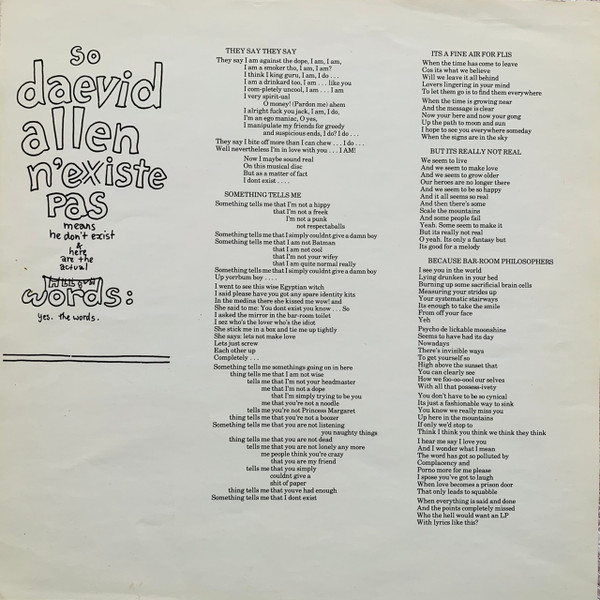 so
daevid
allen
n'existe
pas
means
he don't exist
&
here
are the
actual
words:
yes. the words.
THEY SAY THEY SAY
They say I am against the dope, I am, I am,
I am a smoker tho, I am, I am?
I think I king guru, I am, I do . . .
I am a drinkard too, I am . . . like you
I com-pletely uncool, I am . . . I am
I very spirit-ual
O money! (Pardon me) ahem
I alright fuck you jack, I am, I do,
I'm an ego maniac, O yes,
I manipulate my friends for greedy
and suspicious ends, I do? I do . . .
They say I bite off more than I can chew . . . I do . . .
Well nevertheless I'm in love with you . . . I AM!
Now I maybe sound real
On this musical disc
But as a matter of fact
I dont exist . . . .
SOMETHING TELLS ME
Something tells me that I'm not a hippy
that I'm not a freek
I'm not a punk
not respectaballs
Something tells me that I simply couldnt give a damn boy
Something tells me that I am not Batman
that I am not cool
that I'm not your wife
that I am quite normal really
Something tells me that I simply couldnt give a damn boy
Up yorrbum boy . . . .
I went to see this wise Egyptian witch
I said please have you got any spare identity kits
In the medina there she kissed me wow! and
She said to me: You dont exist you know . . . So
I asked the mirror in the bar-room toilet
I sez who's the lover who's the idiot
She stick me in a box and tie me up tightly
She says: lets not make love
Lets just screw
Each other up
Completely . . .
Something tells me somethings going on in here
thing tells me that I am not wise
tells me that I'm not your headmaster
me that I'm not a dope
that I'm simply trying to be you
me that you're not a noodle
tells me you're not Princess Margaret
thing tells me that you're not a boozer
Something tells me that you are not listening
you naughty things
thing tells me that you are not dead
tells me that you are not lonely any more
me people think you're crazy
that you are my friend
tells me that you simply
couldnt give a
shit of paper
thing tells me that you've had enough
Something tells me that I dont exist
ITS A FINE AIR FOR FLIS
When the time has come to leave
Cos its what we believe
Will we leave it all behind
Lovers lingering in your mind
To let them go is to find them everywhere
When the time is growing near
And the message is clear
Now your here and now your gong
Up the path to moon and sun
I hope to see you everywhere someday
When the signs are in the sky
BUT ITS REALLY NOT REAL
We seem to live
And we seem to make love
And we seem to grow older
Our heroes are no longer there
And we seem to be so happy
And it all seems so real
And then there's some
Scale the mountains
And some people fail
Yeah. Some seem to make it
But its really not real
O yeah. Its only a fantasy but
Its good for a melody
BECAUSE BAR-ROOM PHILOSOPHERS
I see you in the world
Lying drunken in your bed
Burning up some sacrificial brain cells
Measuring your strides up
Your systematic stairways
Its enough to take the smile
From off your face
Yeh
Psycho de lickable moonshine
Seems to have had its day
Nowadays
There's invisible ways
To get yourself so
High above the sunset that
You can clearly see
How we foo-oo-oool our selves
With all that possess-ivety
You don't have to be so cynical
Its just a fashionable way to sink
You know we really miss you
Up here in the mountains
If only we'd stop to
Think I think you think we think they think
I hear me say I love you
And I wonder what I mean
The word has got so polluted by
Complacency and
Porno more for me please
I spose you've got to laugh
When love becomes a prison door
That only leads to squabble
When everything is said and done
And the points completely missed
Who the hell would want an LP
With lyrics like this?